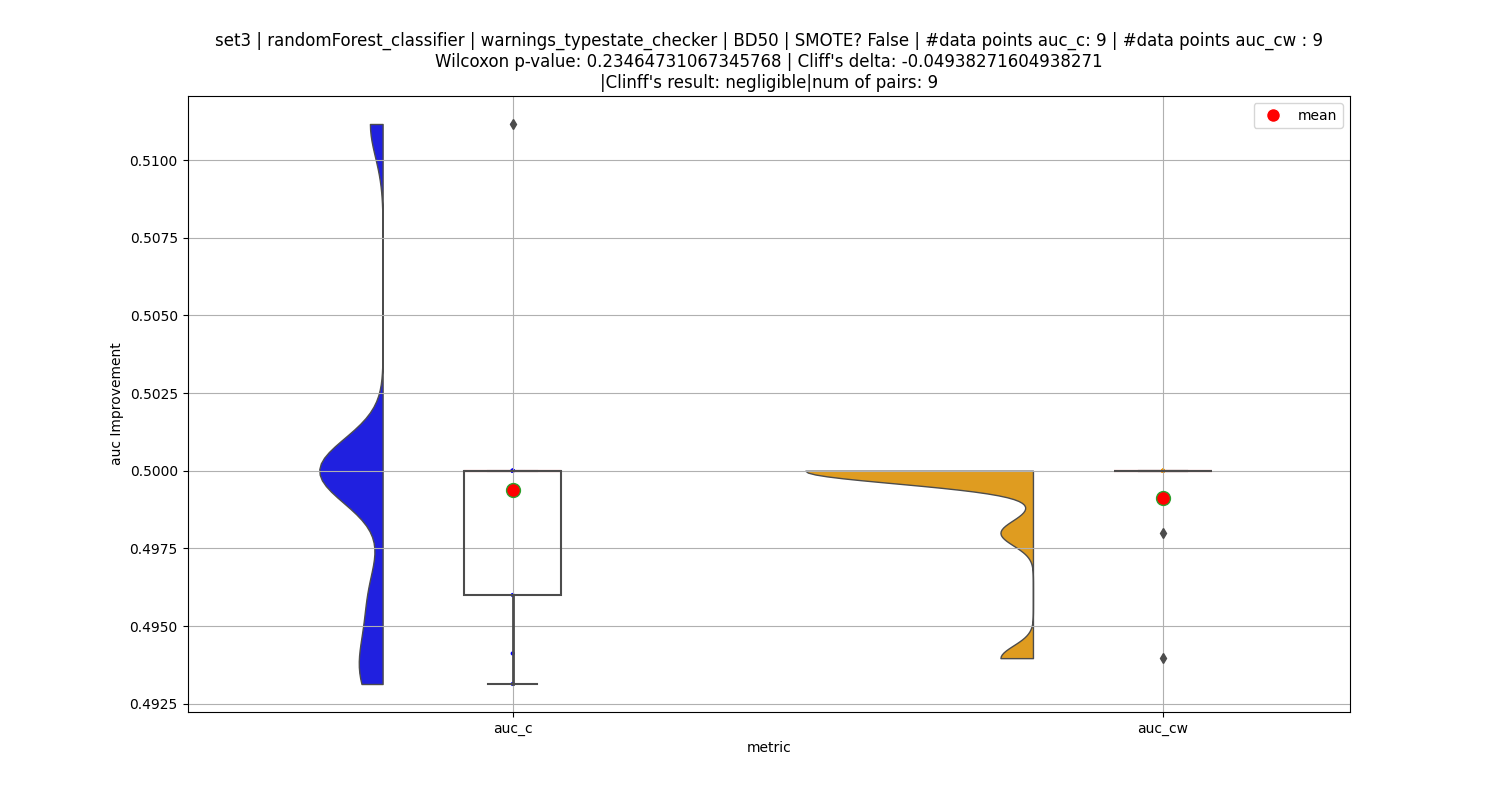 set3 | randomForest_classifier | warnings_typestate_checker | BD50 | SMOTE? False | #data points auc_c: 9 | #data points auc_cw : 9
Wilcoxon p-value: 0.23464731067345768 | Cliff's delta: -0.04938271604938271
|Clinff's result: negligible|num of pairs: 9
mean
0.5100
0.5075
0.5050
0.5025
0.5000
0.4975
0.4950
0.4925
auc Improvement
auc_c
auc_cw
metric